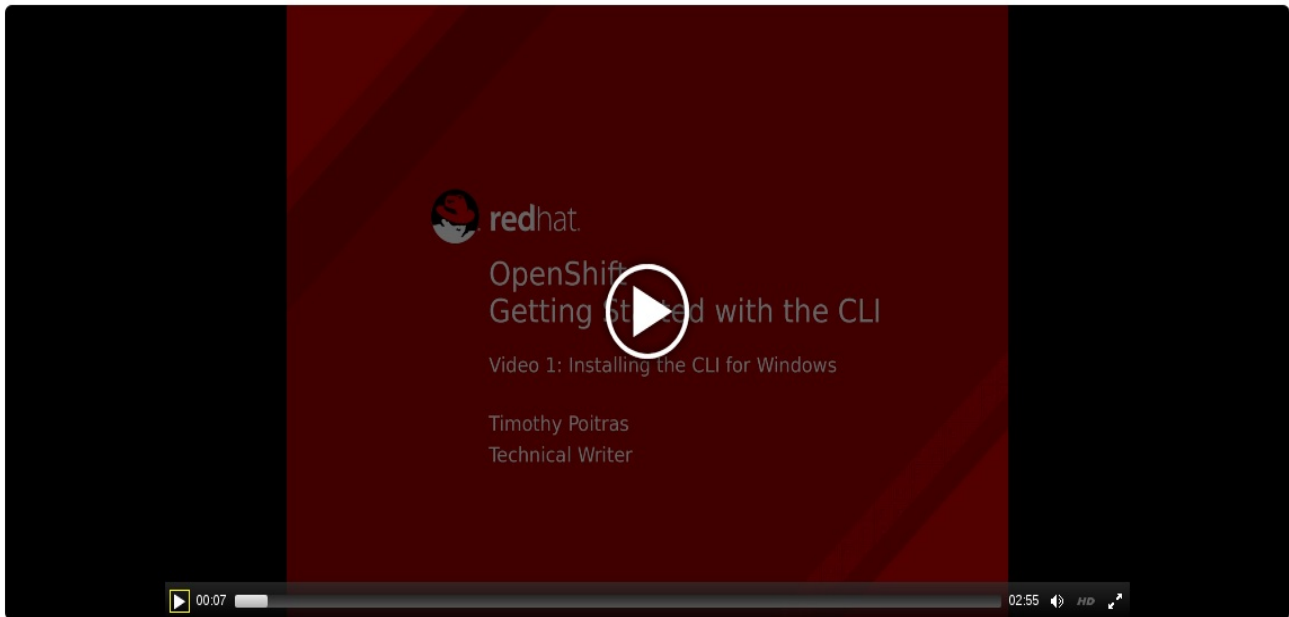 redhat.
OpenShift
Getting Started with the CLI
Video 1: Installing the CLI for Windows
Timothy Poitras
Technical Writer
00:07
02:55
HD